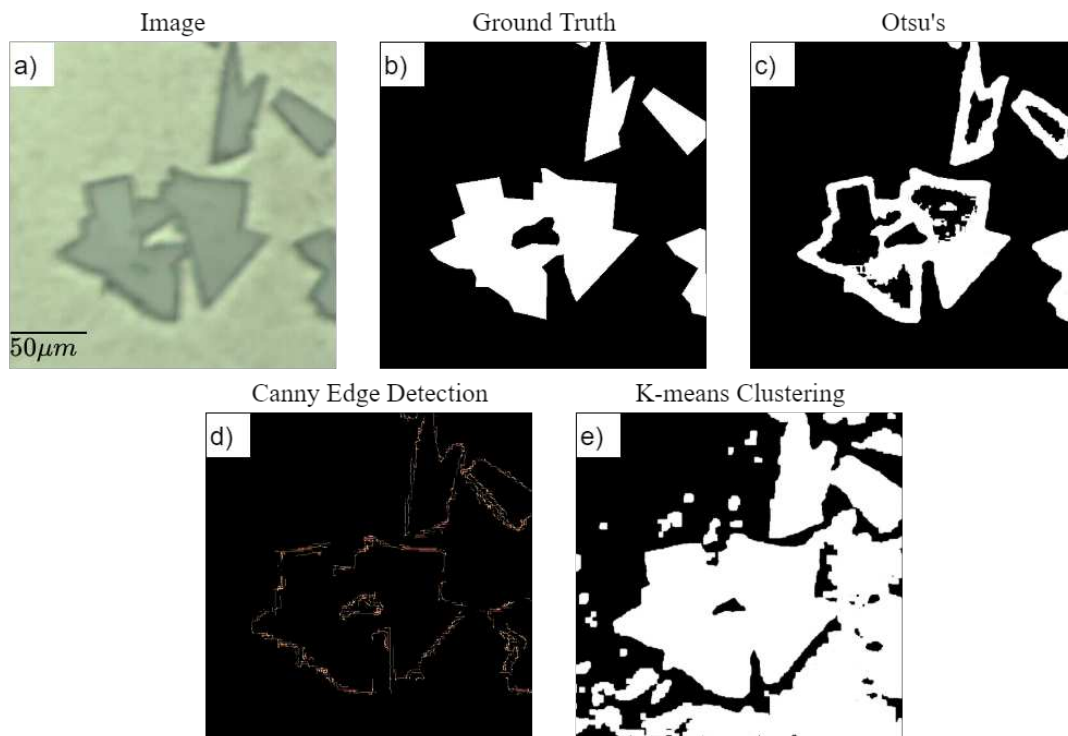 Image
Ground Truth
Otsu's
a)
b)
c)
50μm
Canny Edge Detection
K-means Clustering
d)
e)